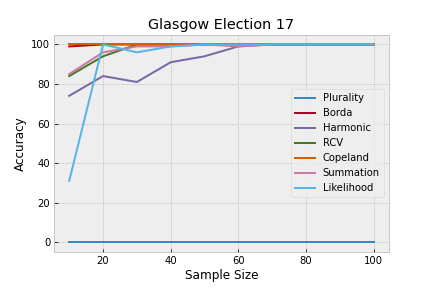 Glasgow Election 17
Accuracy
100
80
60
40
20
0
Plurality
Borda
Harmonic
RCV
Copeland
Summation
Likelihood
20 40 60 80 100
Sample Size